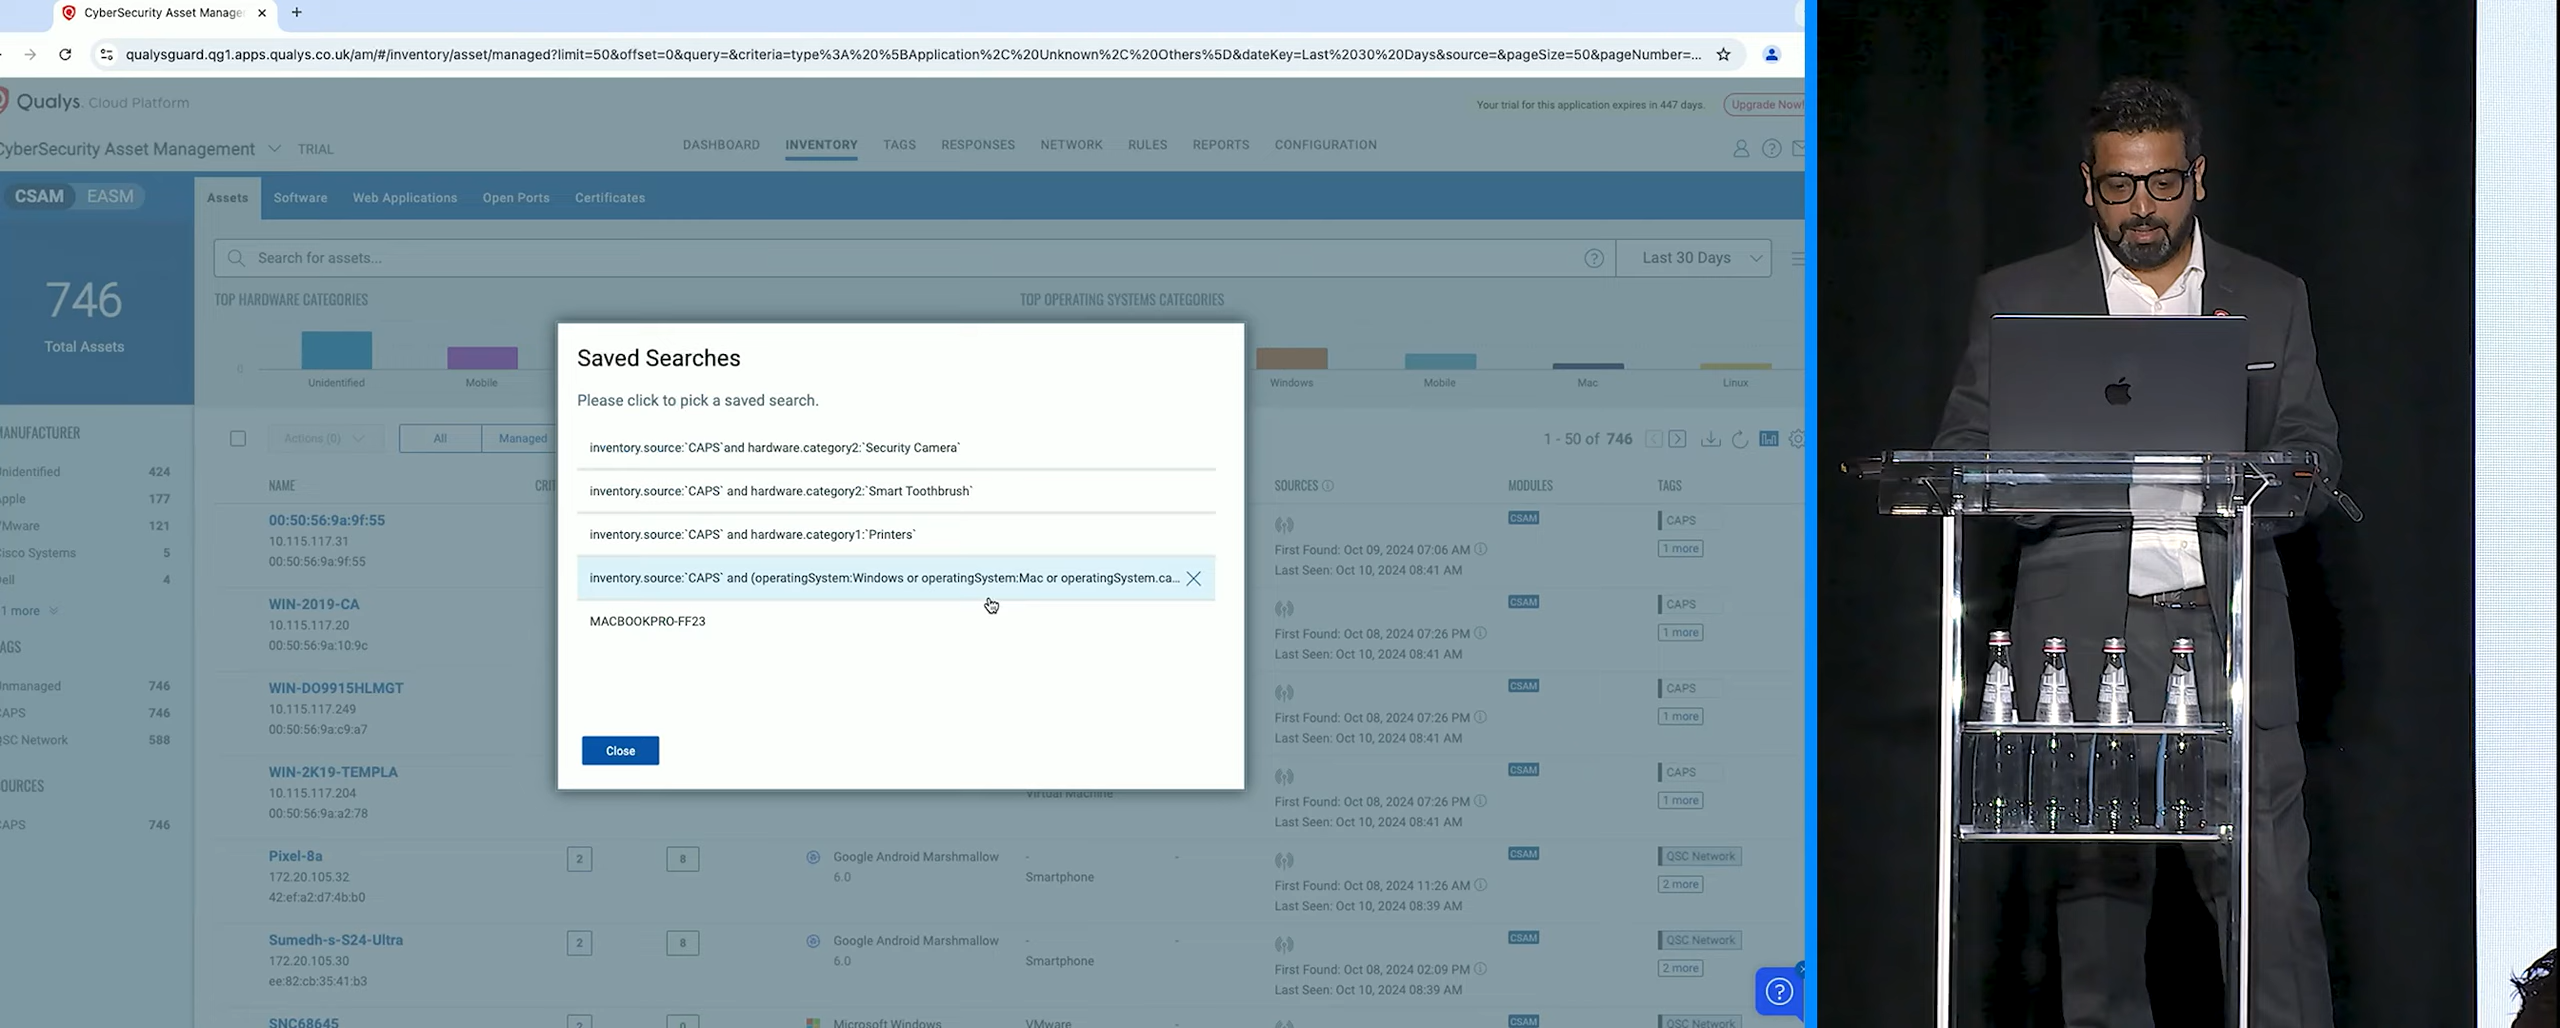 CyberSecurity Asset Manage
qualysguard.qg1.apps.qualys.co.uk/am/#/inventory/asset/managed?limit=50&offset=0&query=&criteria=type%3A%20%5BApplication%2C%20Unknown%2C%20Others%5D&dateKey=Last%2030%20Days&source=&pageSize=50&pageNumber=...
Qualys. Cloud Platform
Your trial for this application expires in 447 days.
Upgrade Now!
CyberSecurity Asset Management
TRIAL
DASHBOARD
INVENTORY
TAGS
RESPONSES
NETWORK
RULES
REPORTS
CONFIGURATION
CSAM
EASM
Assets
Software
Web Applications
Open Ports
Certificates
746
Total Assets
Search for assets...
Last 30 Days
TOP HARDWARE CATEGORIES
TOP OPERATING SYSTEMS CATEGORIES
0
Unidentified
Mobile
Windows
Mobile
Mac
Linux
Saved Searches
Please click to pick a saved search.
inventory.source:`CAPS`and hardware.category2:`Security Camera`
inventory.source:`CAPS` and hardware.category2:`Smart Toothbrush`
inventory.source:`CAPS` and hardware.category1:`Printers`
inventory.source:`CAPS` and (operatingSystem:Windows or operatingSystem:Mac or operatingSystem.ca...
MACBOOKPRO-FF23
Close
MANUFACTURER
Unidentified 424
Apple 177
VMware 121
Cisco Systems 5
Dell 4
1 more
TAGS
Unmanaged 746
CAPS 746
QSC Network 588
SOURCES
CAPS 746
Actions (0)
All
Managed
1 - 50 of 746
NAME
CRIT
SOURCES
MODULES
TAGS
00:50:56:9a:9f:55
10.115.117.31
00:50:56:9a:9f:55
First Found: Oct 09, 2024 07:06 AM
Last Seen: Oct 10, 2024 08:41 AM
CSAM
CAPS
1 more
WIN-2019-CA
10.115.117.20
00:50:56:9a:10:9c
First Found: Oct 08, 2024 07:26 PM
Last Seen: Oct 10, 2024 08:41 AM
CSAM
CAPS
1 more
WIN-DO9915HLMGT
10.115.117.249
00:50:56:9a:c9:a7
First Found: Oct 08, 2024 07:26 PM
Last Seen: Oct 10, 2024 08:41 AM
CSAM
CAPS
1 more
WIN-2K19-TEMPLA
10.115.117.204
00:50:56:9a:a2:78
Virtual Machine
First Found: Oct 08, 2024 07:26 PM
Last Seen: Oct 10, 2024 08:41 AM
CSAM
CAPS
1 more
Pixel-8a
172.20.105.32
42:ef:a2:d7:4b:b0
2
8
Google Android Marshmallow
6.0
-
Smartphone
-
First Found: Oct 08, 2024 11:26 AM
Last Seen: Oct 10, 2024 08:39 AM
CSAM
QSC Network
2 more
Sumedh-s-S24-Ultra
172.20.105.30
ee:82:cb:35:41:b3
2
8
Google Android Marshmallow
6.0
-
Smartphone
-
First Found: Oct 08, 2024 02:09 PM
Last Seen: Oct 10, 2024 08:39 AM
CSAM
QSC Network
2 more
SNC68645
Microsoft Windows
VMware
CSAM
QSC Network